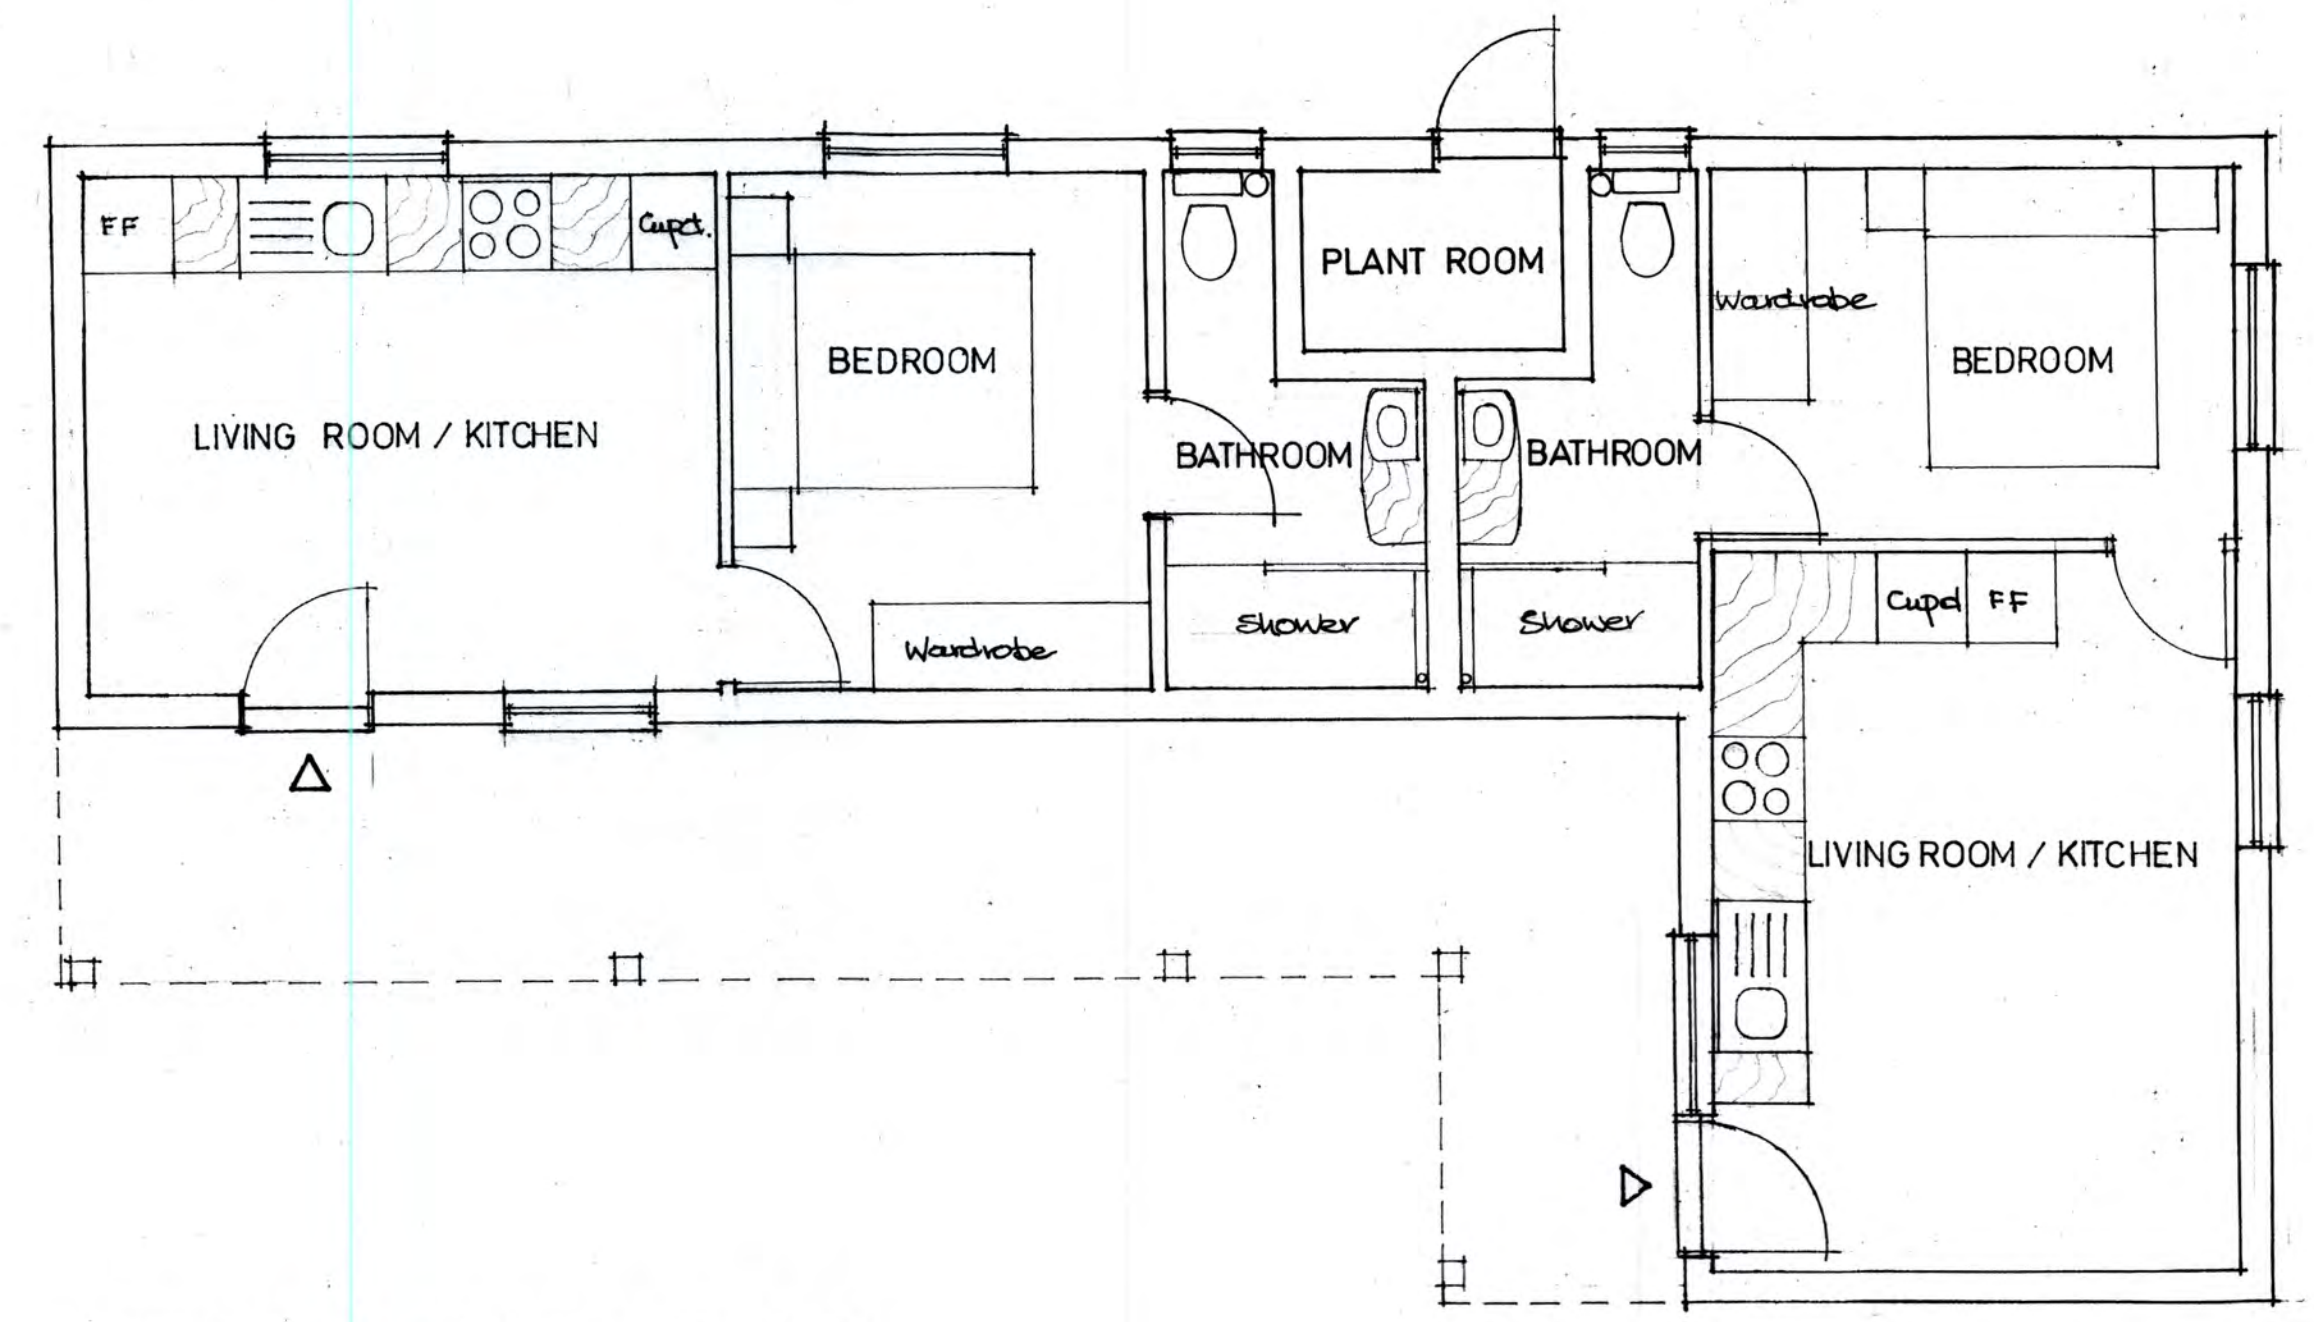 FF
Cupd.
PLANT ROOM
Wardrobe
BEDROOM
BEDROOM
LIVING ROOM / KITCHEN
BATHROOM
BATHROOM
Shower
Shower
Wardrobe
Cupd
FF
LIVING ROOM / KITCHEN